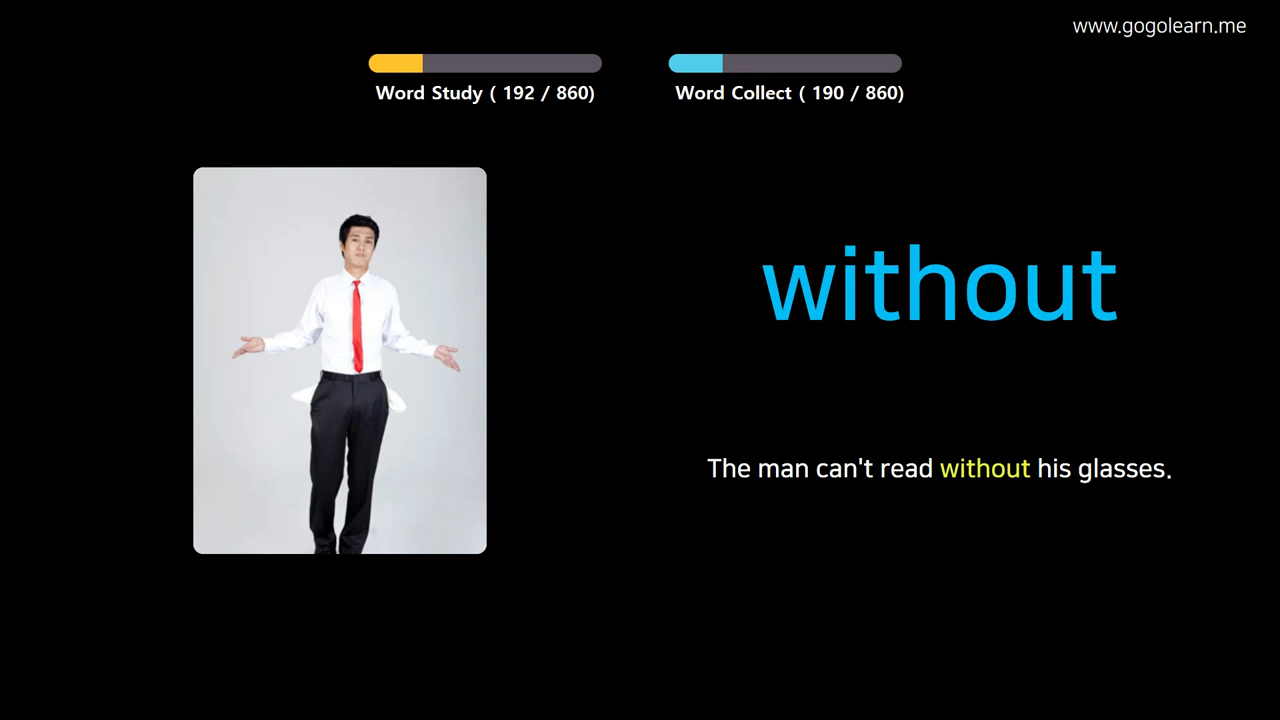 www.gogolearn.me
Word Study ( 192 / 860)
Word Collect ( 190 / 860)
without
The man can't read without his glasses.